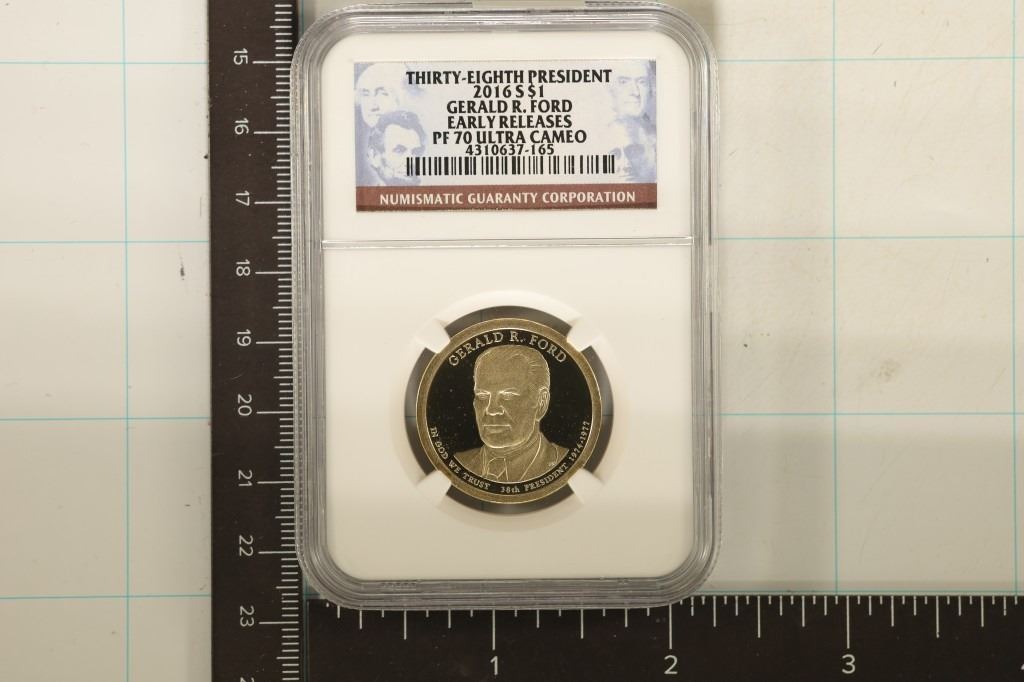 THIRTY-EIGHTH PRESIDENT
2016 S $1
GERALD R. FORD
EARLY RELEASES
PF 70 ULTRA CAMEO
4310637-165
NUMISMATIC GUARANTY CORPORATION
GERALD R. FORD
IN GOD WE TRUST 38th PRESIDENT 1974-1977
15
16
17
18
19
20
21
22
23
1 2 3